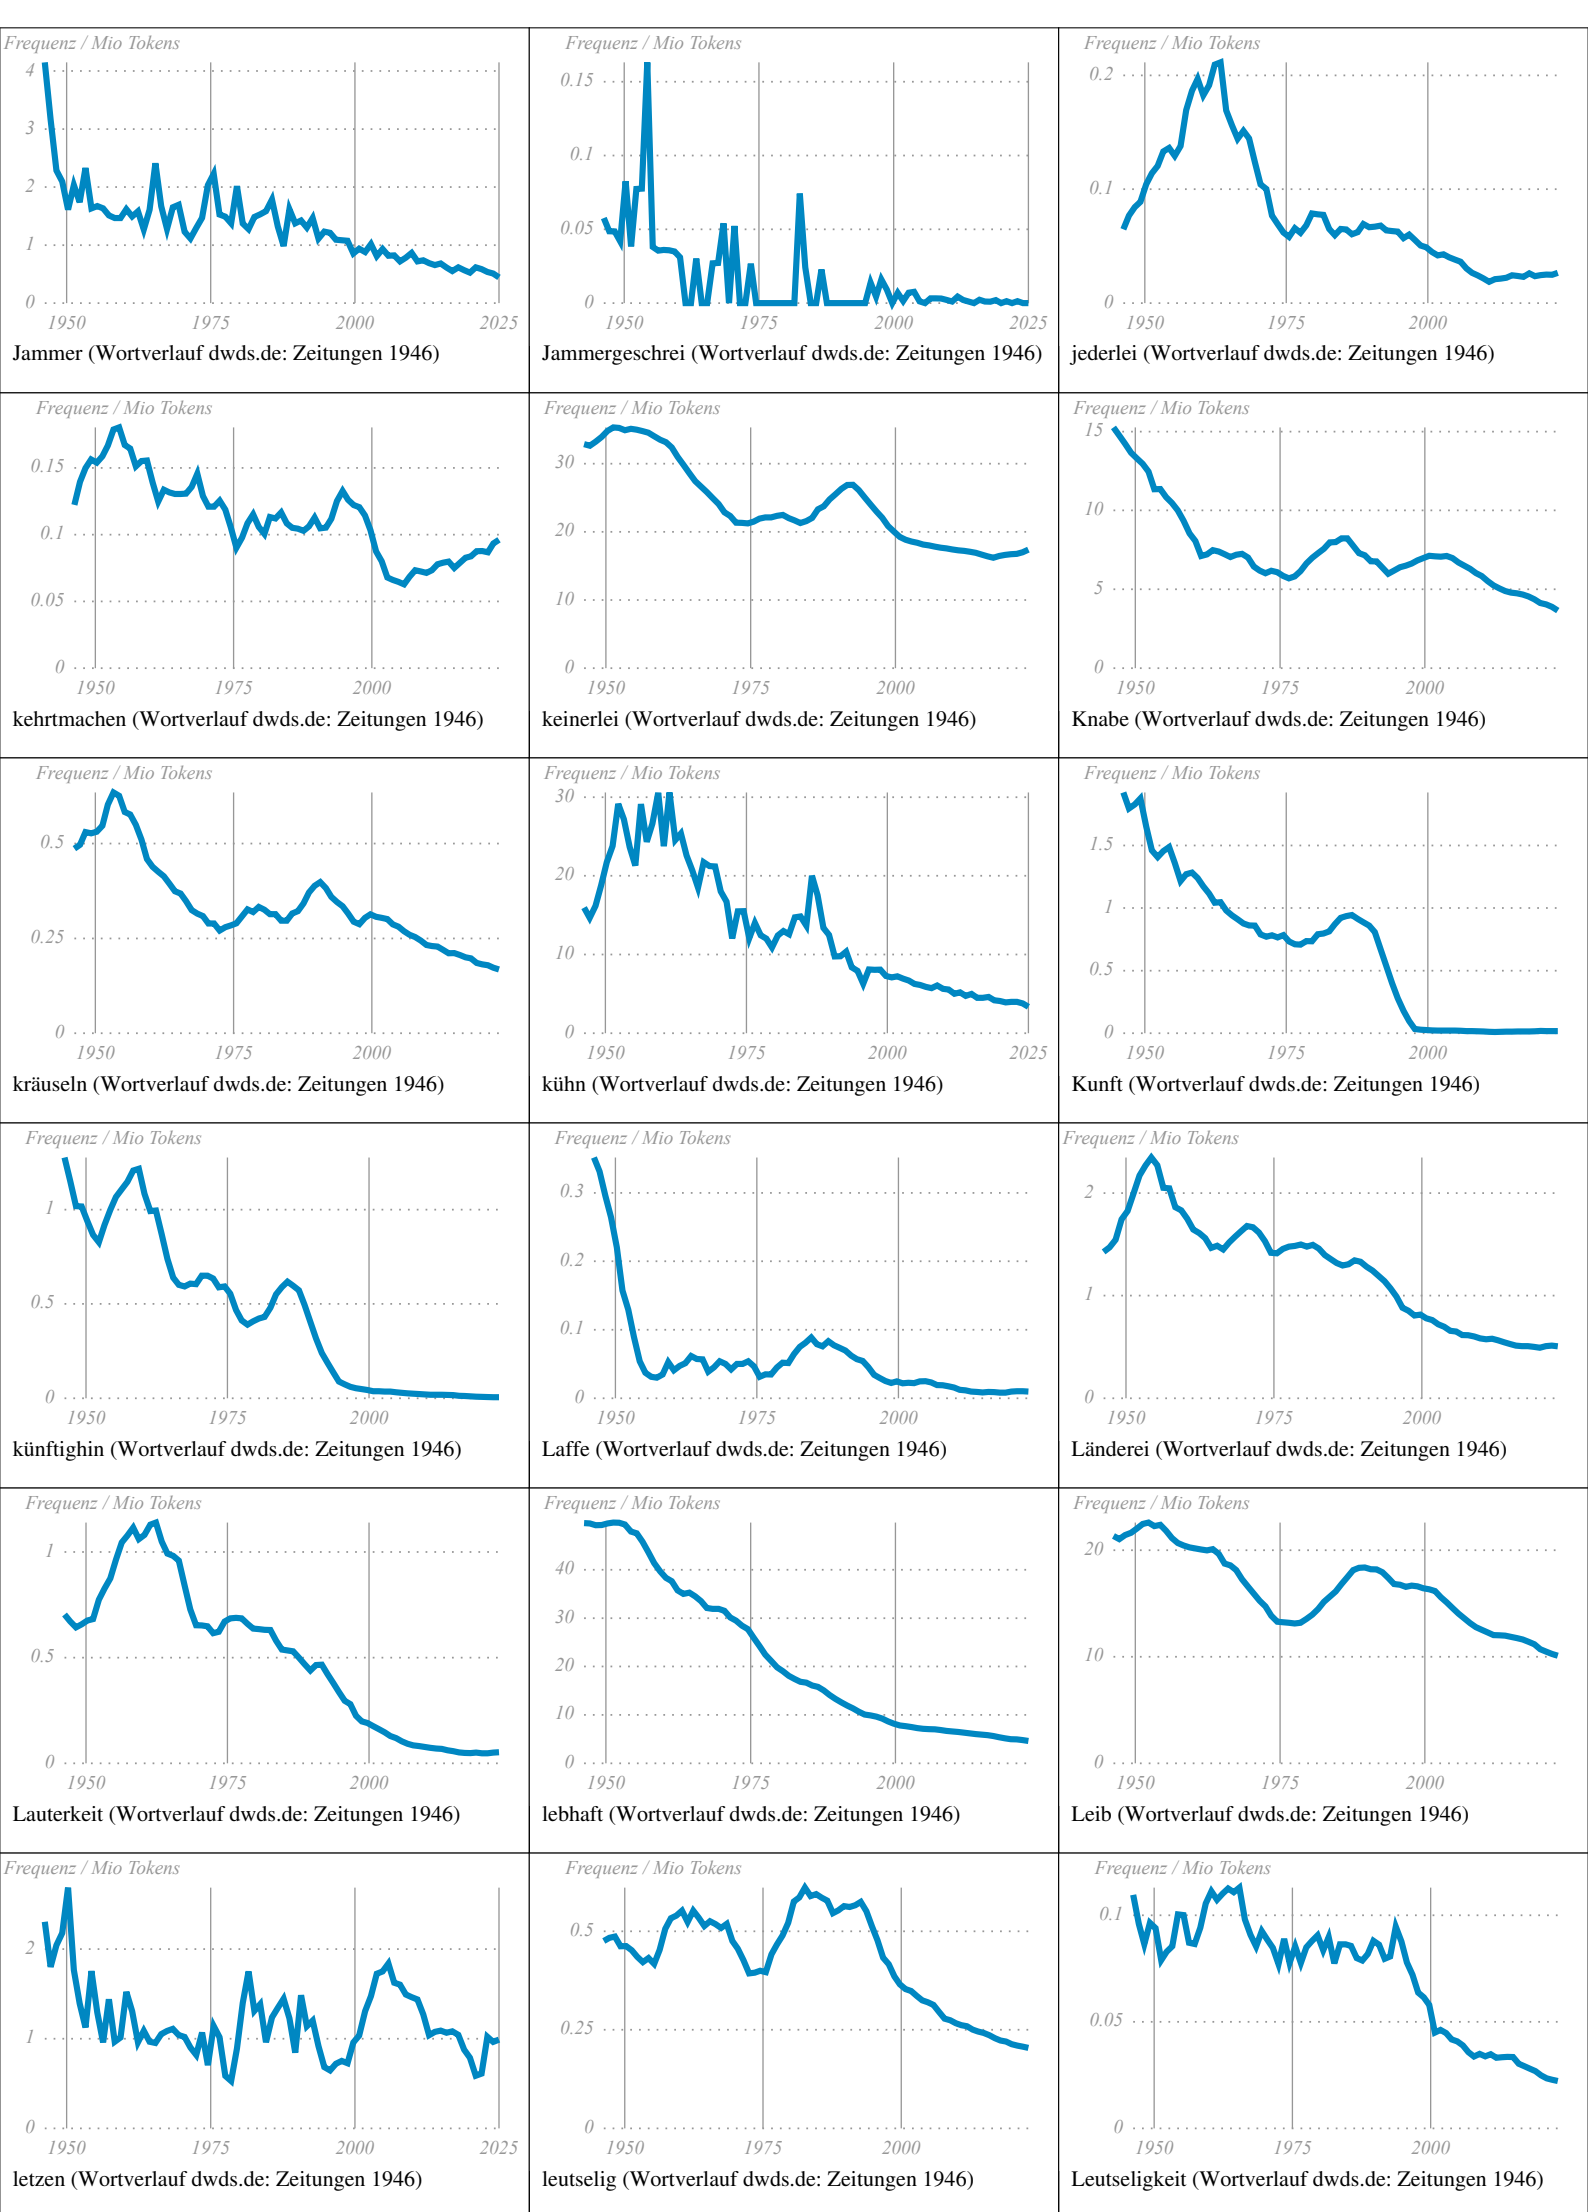 Frequenz / Mio Tokens
4
3
2
1
0
1950 1975 2000 2025
Jammer (Wortverlauf dwds.de: Zeitungen 1946)
Frequenz / Mio Tokens
0.15
0.1
0.05
0
1950 1975 2000 2025
Jammergeschrei (Wortverlauf dwds.de: Zeitungen 1946)
Frequenz / Mio Tokens
0.2
0.1
0
1950 1975 2000
jederlei (Wortverlauf dwds.de: Zeitungen 1946)
Frequenz / Mio Tokens
0.15
0.1
0.05
0
1950 1975 2000
kehrtmachen (Wortverlauf dwds.de: Zeitungen 1946)
Frequenz / Mio Tokens
30
20
10
0
1950 1975 2000
keinerlei (Wortverlauf dwds.de: Zeitungen 1946)
Frequenz / Mio Tokens
15
10
5
0
1950 1975 2000
Knabe (Wortverlauf dwds.de: Zeitungen 1946)
Frequenz / Mio Tokens
0.5
0.25
0
1950 1975 2000
kräuseln (Wortverlauf dwds.de: Zeitungen 1946)
Frequenz / Mio Tokens
30
20
10
0
1950 1975 2000 2025
kühn (Wortverlauf dwds.de: Zeitungen 1946)
Frequenz / Mio Tokens
1.5
1
0.5
0
1950 1975 2000
Kunft (Wortverlauf dwds.de: Zeitungen 1946)
Frequenz / Mio Tokens
1
0.5
0
1950 1975 2000
künftighin (Wortverlauf dwds.de: Zeitungen 1946)
Frequenz / Mio Tokens
0.3
0.2
0.1
0
1950 1975 2000
Laffe (Wortverlauf dwds.de: Zeitungen 1946)
Frequenz / Mio Tokens
2
1
0
1950 1975 2000
Länderei (Wortverlauf dwds.de: Zeitungen 1946)
Frequenz / Mio Tokens
1
0.5
0
1950 1975 2000
Lauterkeit (Wortverlauf dwds.de: Zeitungen 1946)
Frequenz / Mio Tokens
40
30
20
10
0
1950 1975 2000
lebhaft (Wortverlauf dwds.de: Zeitungen 1946)
Frequenz / Mio Tokens
20
10
0
1950 1975 2000
Leib (Wortverlauf dwds.de: Zeitungen 1946)
Frequenz / Mio Tokens
2
1
0
1950 1975 2000 2025
letzen (Wortverlauf dwds.de: Zeitungen 1946)
Frequenz / Mio Tokens
0.5
0.25
0
1950 1975 2000
leutselig (Wortverlauf dwds.de: Zeitungen 1946)
Frequenz / Mio Tokens
0.1
0.05
0
1950 1975 2000
Leutseligkeit (Wortverlauf dwds.de: Zeitungen 1946)